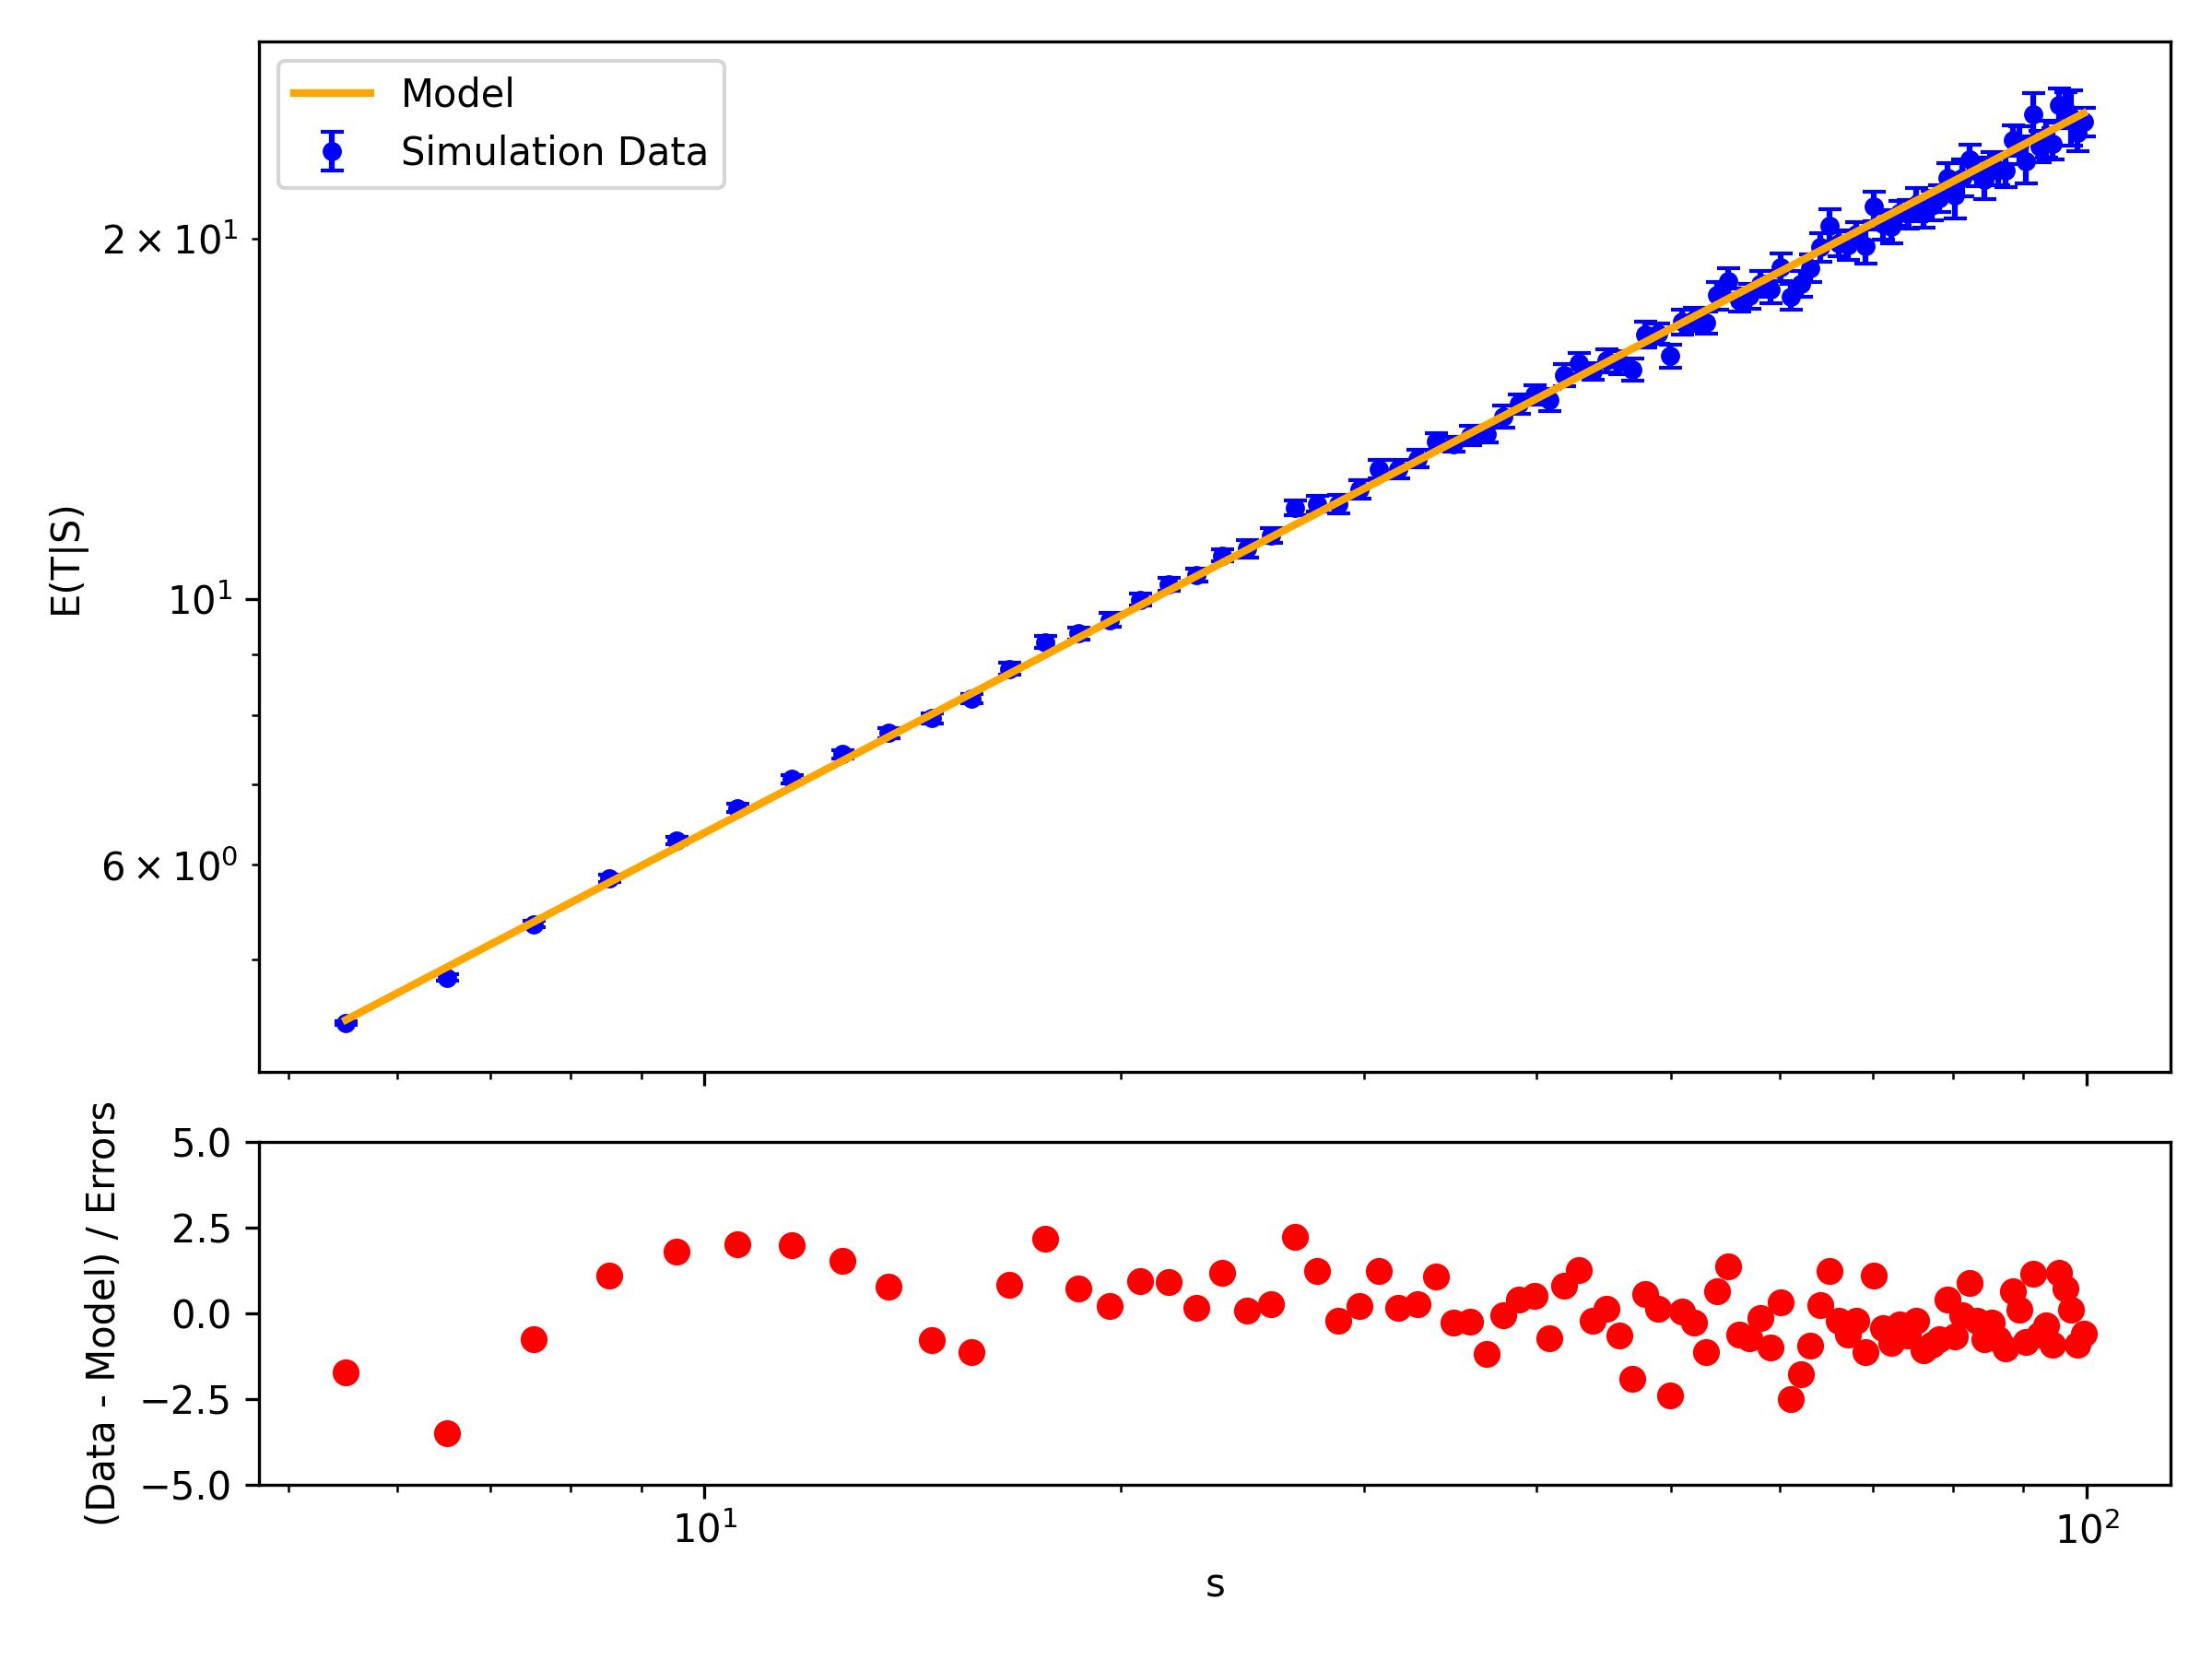 Model
Simulation Data
E(T|S)
2 × 10¹
10¹
6 × 10⁰
(Data - Model) / Errors
5.0
2.5
0.0
−2.5
−5.0
10¹
10²
s